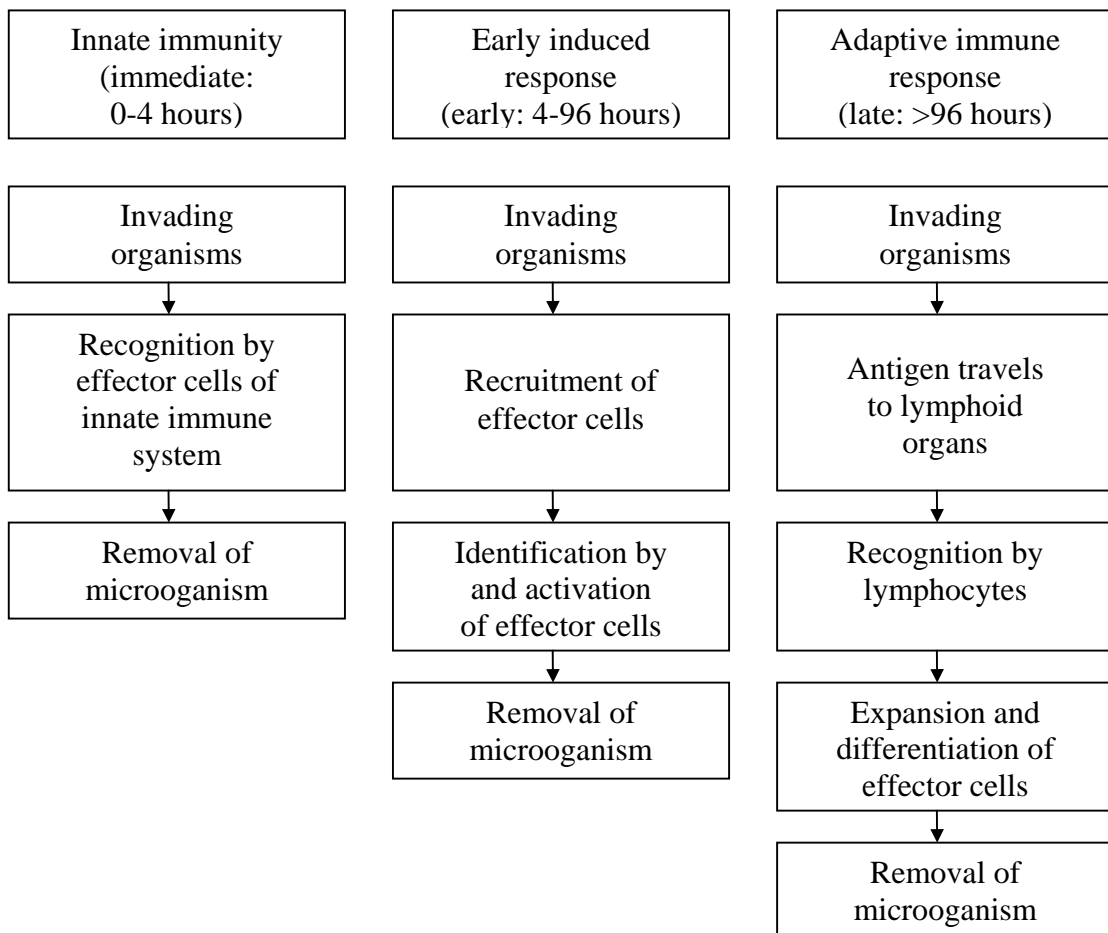 Innate immunity
(immediate:
0-4 hours)
Early induced
response
(early: 4-96 hours)
Adaptive immune
response
(late: >96 hours)
Invading
organisms
Invading
organisms
Invading
organisms
Recognition by
effector cells of
innate immune
system
Recruitment of
effector cells
Antigen travels
to lymphoid
organs
Removal of
microoganism
Identification by
and activation
of effector cells
Recognition by
lymphocytes
Removal of
microoganism
Expansion and
differentiation of
effector cells
Removal of
microoganism